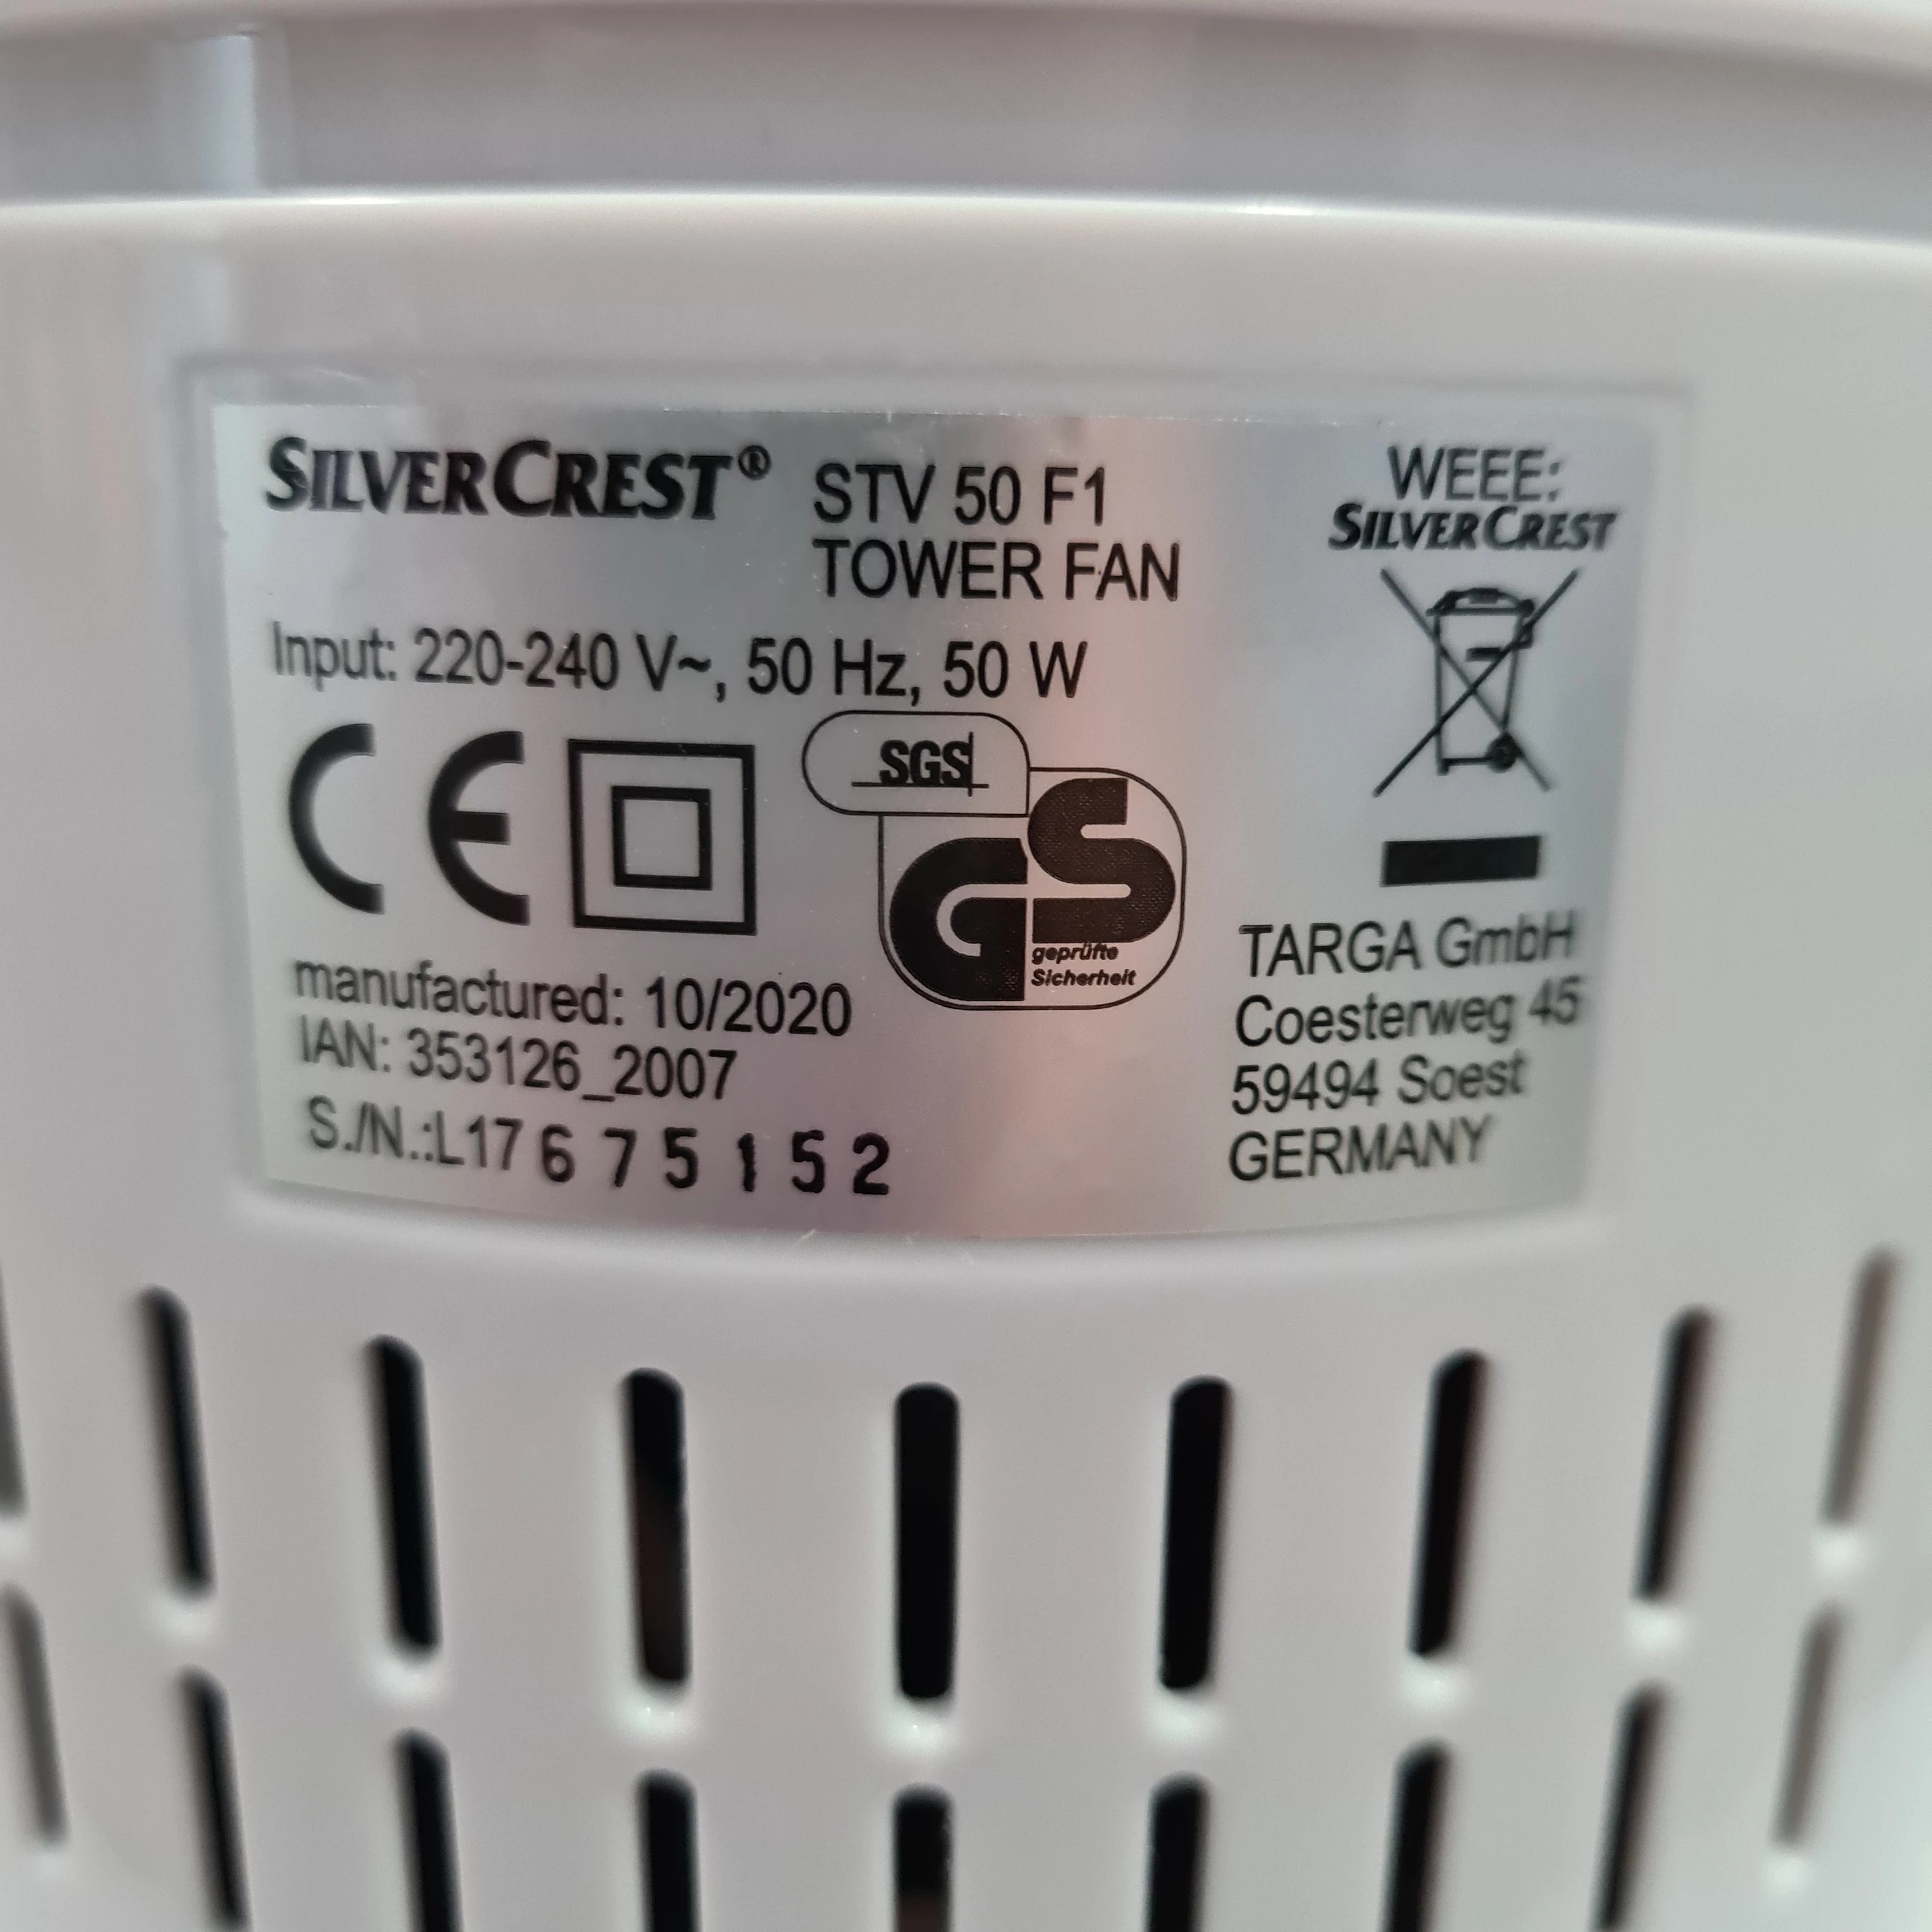 SILVERCREST® STV 50 F1
TOWER FAN
Input: 220-240 V~, 50 Hz, 50 W
CE
SGS
GS
geprüfte
Sicherheit
manufactured: 10/2020
IAN: 353126_2007
S./N.:L17 6 7 5 1 5 2
WEEE:
SILVERCREST
TARGA GmbH
Coesterweg 45
59494 Soest
GERMANY